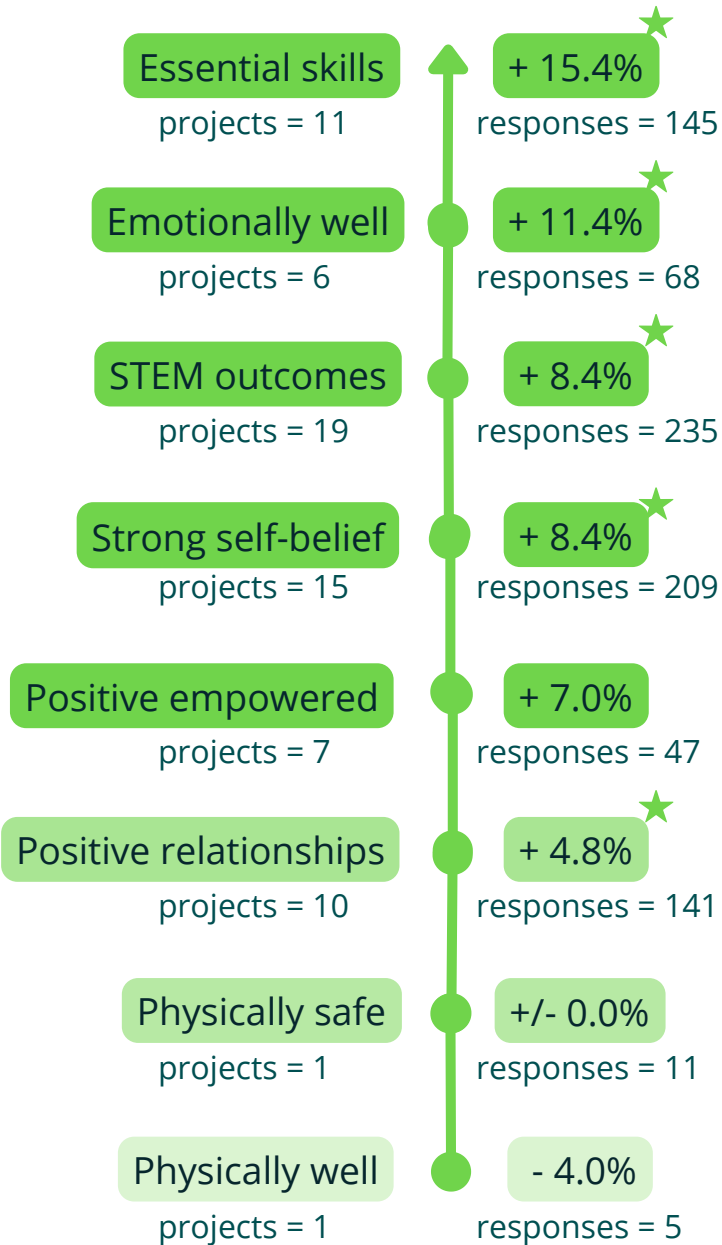 Essential skills
+ 15.4%
projects = 11
responses = 145
Emotionally well
+ 11.4%
projects = 6
responses = 68
STEM outcomes
+ 8.4%
projects = 19
responses = 235
Strong self-belief
+ 8.4%
projects = 15
responses = 209
Positive empowered
+ 7.0%
projects = 7
responses = 47
Positive relationships
+ 4.8%
projects = 10
responses = 141
Physically safe
+/- 0.0%
projects = 1
responses = 11
Physically well
- 4.0%
projects = 1
responses = 5